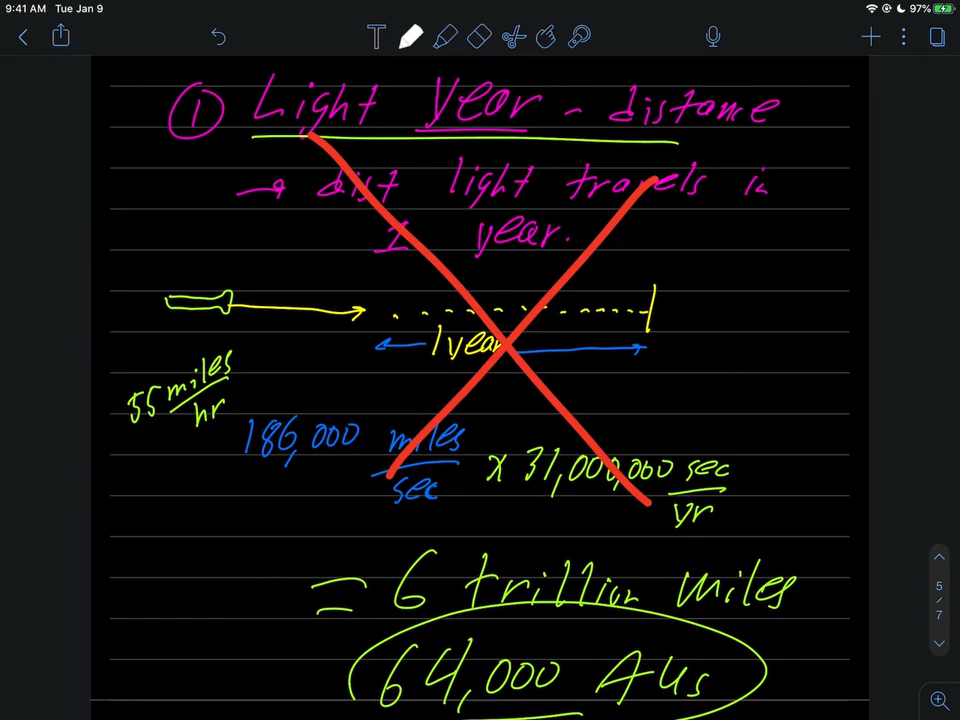 9:41 AM Tue Jan 9
97%
T
① Light year - distance
→ dist light travels in
1 year.
1 year
55 miles/hr
186,000 miles/sec x 31,000,000 sec/yr
= 6 trillion miles
64,000 AUs
5 / 7